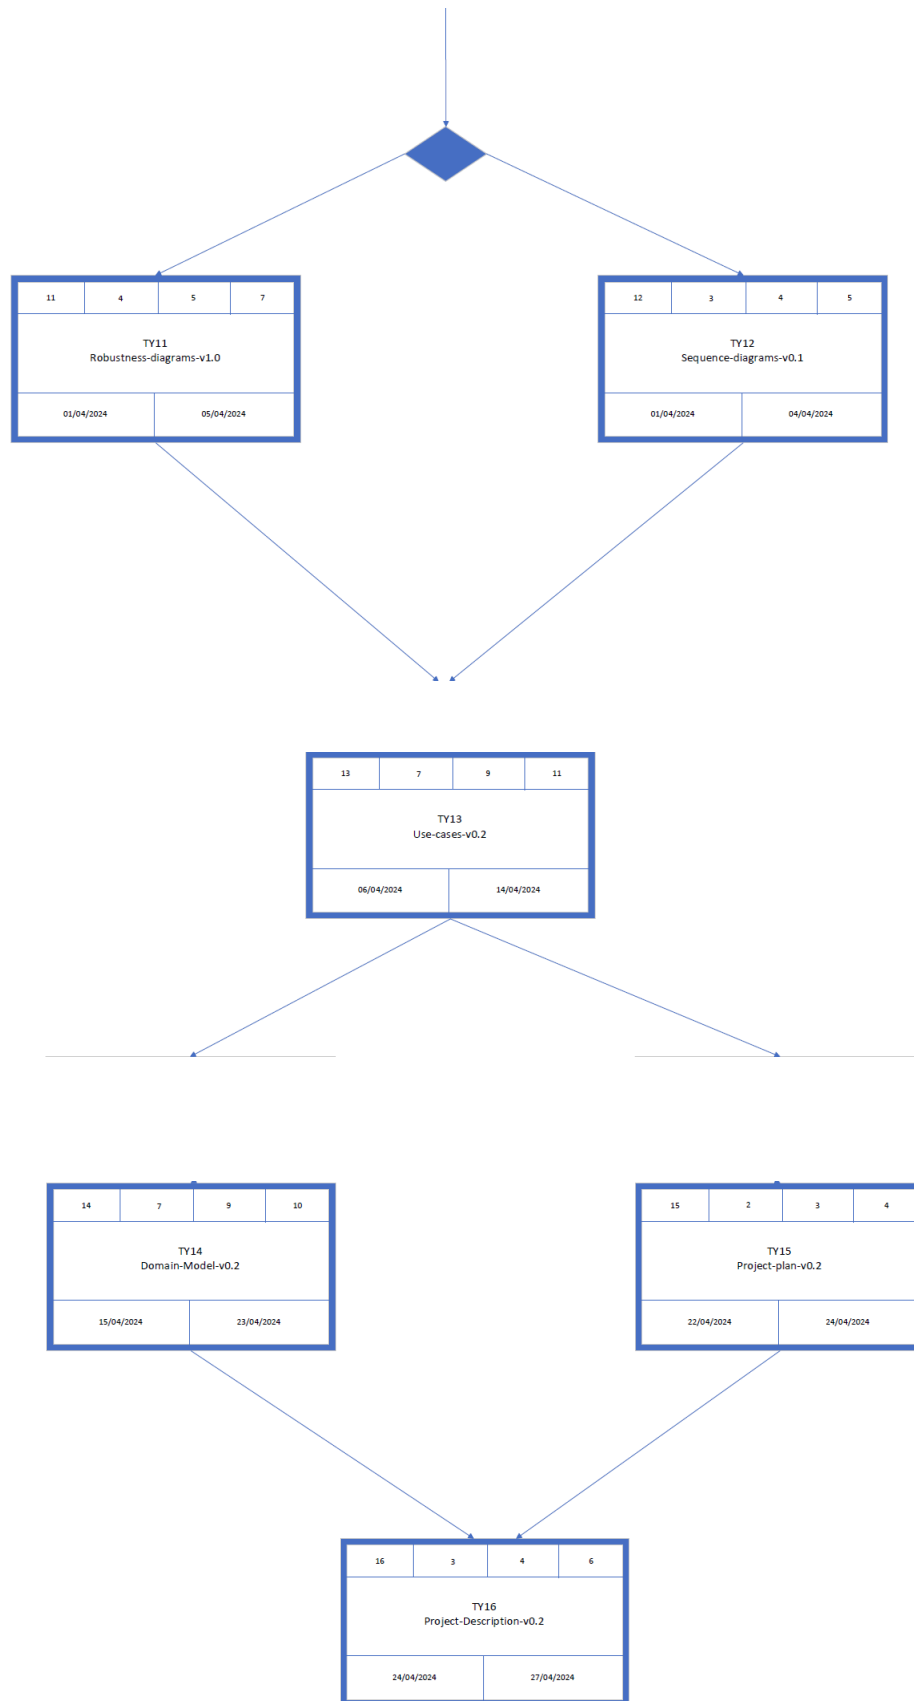 11 4 5 7
TY11
Robustness-diagrams-v1.0
01/04/2024 05/04/2024
12 3 4 5
TY12
Sequence-diagrams-v0.1
01/04/2024 04/04/2024
13 7 9 11
TY13
Use-cases-v0.2
06/04/2024 14/04/2024
14 7 9 10
TY14
Domain-Model-v0.2
15/04/2024 23/04/2024
15 2 3 4
TY15
Project-plan-v0.2
22/04/2024 24/04/2024
16 3 4 6
TY16
Project-Description-v0.2
24/04/2024 27/04/2024